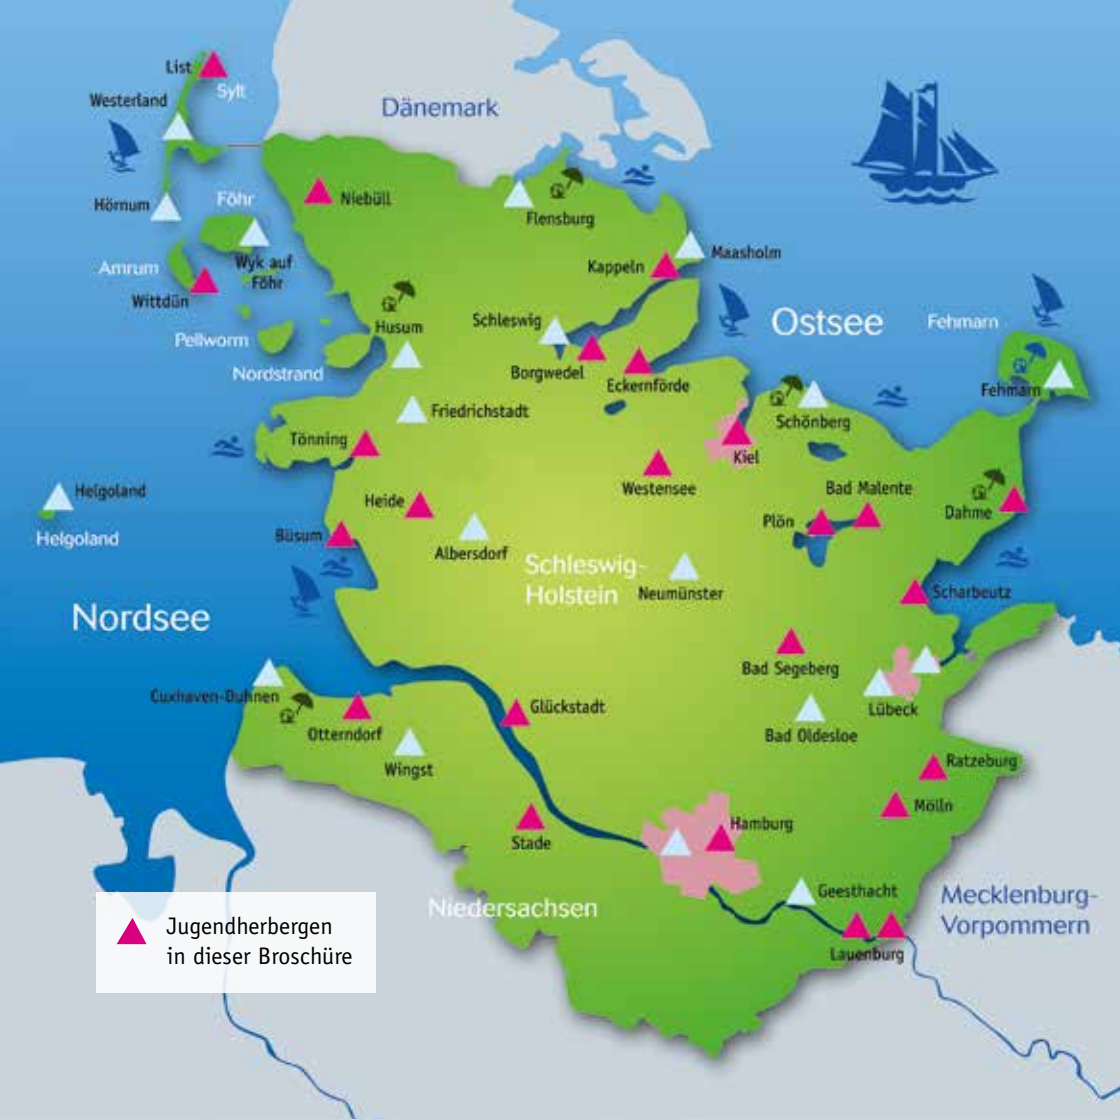 List
Sylt
Westerland
Dänemark
Hörnum
Föhr
Niebüll
Flensburg
Wyk auf
Föhr
Amrum
Wittdün
Kappeln
Maasholm
Pellworm
Nordstrand
Husum
Schleswig
Borgwedel
Eckernförde
Ostsee
Fehmarn
Fehmarn
Friedrichstadt
Tönning
Schönberg
Kiel
Westensee
Bad Malente
Plön
Dahme
Helgoland
Helgoland
Heide
Büsum
Albersdorf
Schleswig-
Holstein
Neumünster
Nordsee
Scharbeutz
Bad Segeberg
Cuxhaven-Duhnen
Otterndorf
Glückstadt
Lübeck
Bad Oldesloe
Wingst
Ratzeburg
Mölln
Stade
Hamburg
Geesthacht
Niedersachsen
Mecklenburg-
Vorpommern
Lauenburg
Jugendherbergen
in dieser Broschüre